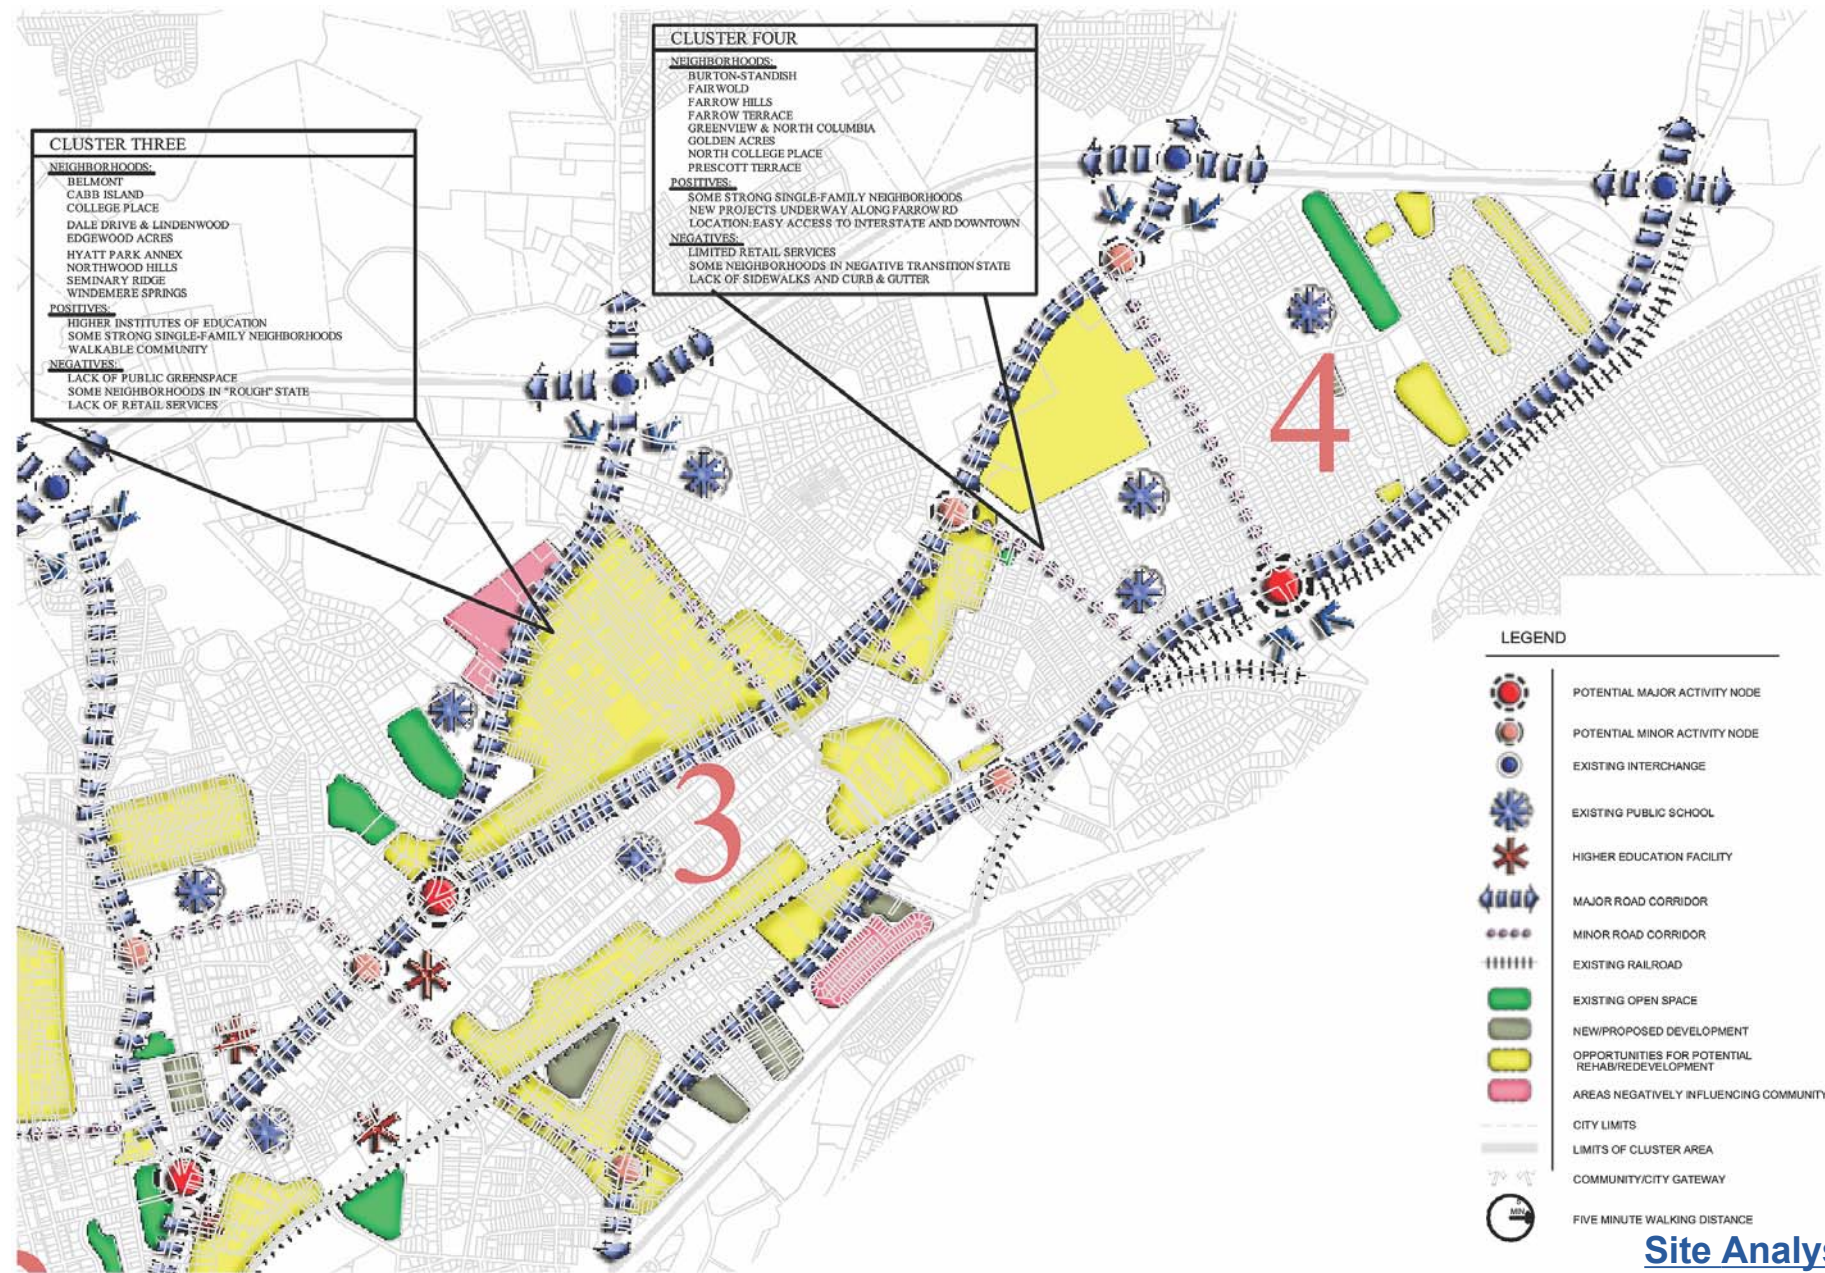 CLUSTER THREE
NEIGHBORHOODS:
BELMONT
CABB ISLAND
COLLEGE PLACE
DALE DRIVE & LINDENWOOD
EDGEWOOD ACRES
HYATT PARK ANNEX
NORTHWOOD HILLS
SEMINARY RIDGE
WINDEMERE SPRINGS
POSITIVES:
HIGHER INSTITUTES OF EDUCATION
SOME STRONG SINGLE-FAMILY NEIGHBORHOODS
WALKABLE COMMUNITY
NEGATIVES:
LACK OF PUBLIC GREENSPACE
SOME NEIGHBORHOODS IN "ROUGH" STATE
LACK OF RETAIL SERVICES
CLUSTER FOUR
NEIGHBORHOODS:
BURTON-STANDISH
FAIRWOLD
FARROW HILLS
FARROW TERRACE
GREENVIEW & NORTH COLUMBIA
GOLDEN ACRES
NORTH COLLEGE PLACE
PRESCOTT TERRACE
POSITIVES:
SOME STRONG SINGLE-FAMILY NEIGHBORHOODS
NEW PROJECTS UNDERWAY ALONG FARROW RD
LOCATION: EASY ACCESS TO INTERSTATE AND DOWNTOWN
NEGATIVES:
LIMITED RETAIL SERVICES
SOME NEIGHBORHOODS IN NEGATIVE TRANSITION STATE
LACK OF SIDEWALKS AND CURB & GUTTER
4
3
LEGEND
POTENTIAL MAJOR ACTIVITY NODE
POTENTIAL MINOR ACTIVITY NODE
EXISTING INTERCHANGE
EXISTING PUBLIC SCHOOL
HIGHER EDUCATION FACILITY
MAJOR ROAD CORRIDOR
MINOR ROAD CORRIDOR
EXISTING RAILROAD
EXISTING OPEN SPACE
NEW/PROPOSED DEVELOPMENT
OPPORTUNITIES FOR POTENTIAL
REHAB/REDEVELOPMENT
AREAS NEGATIVELY INFLUENCING COMMUNITY
CITY LIMITS
LIMITS OF CLUSTER AREA
COMMUNITY/CITY GATEWAY
5
MIN
FIVE MINUTE WALKING DISTANCE
Site Analys